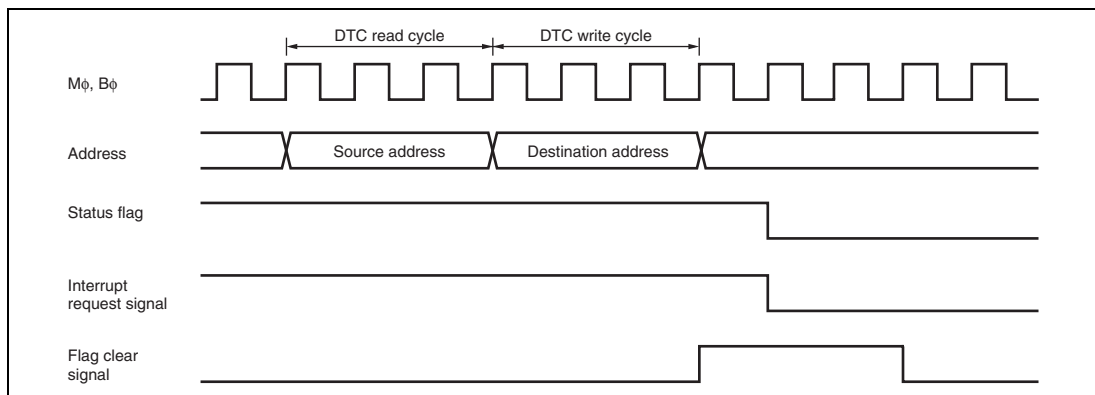 DTC read cycle DTC write cycle
Mφ, Bφ
Address Source address Destination address
Status flag
Interrupt
request signal
Flag clear
signal